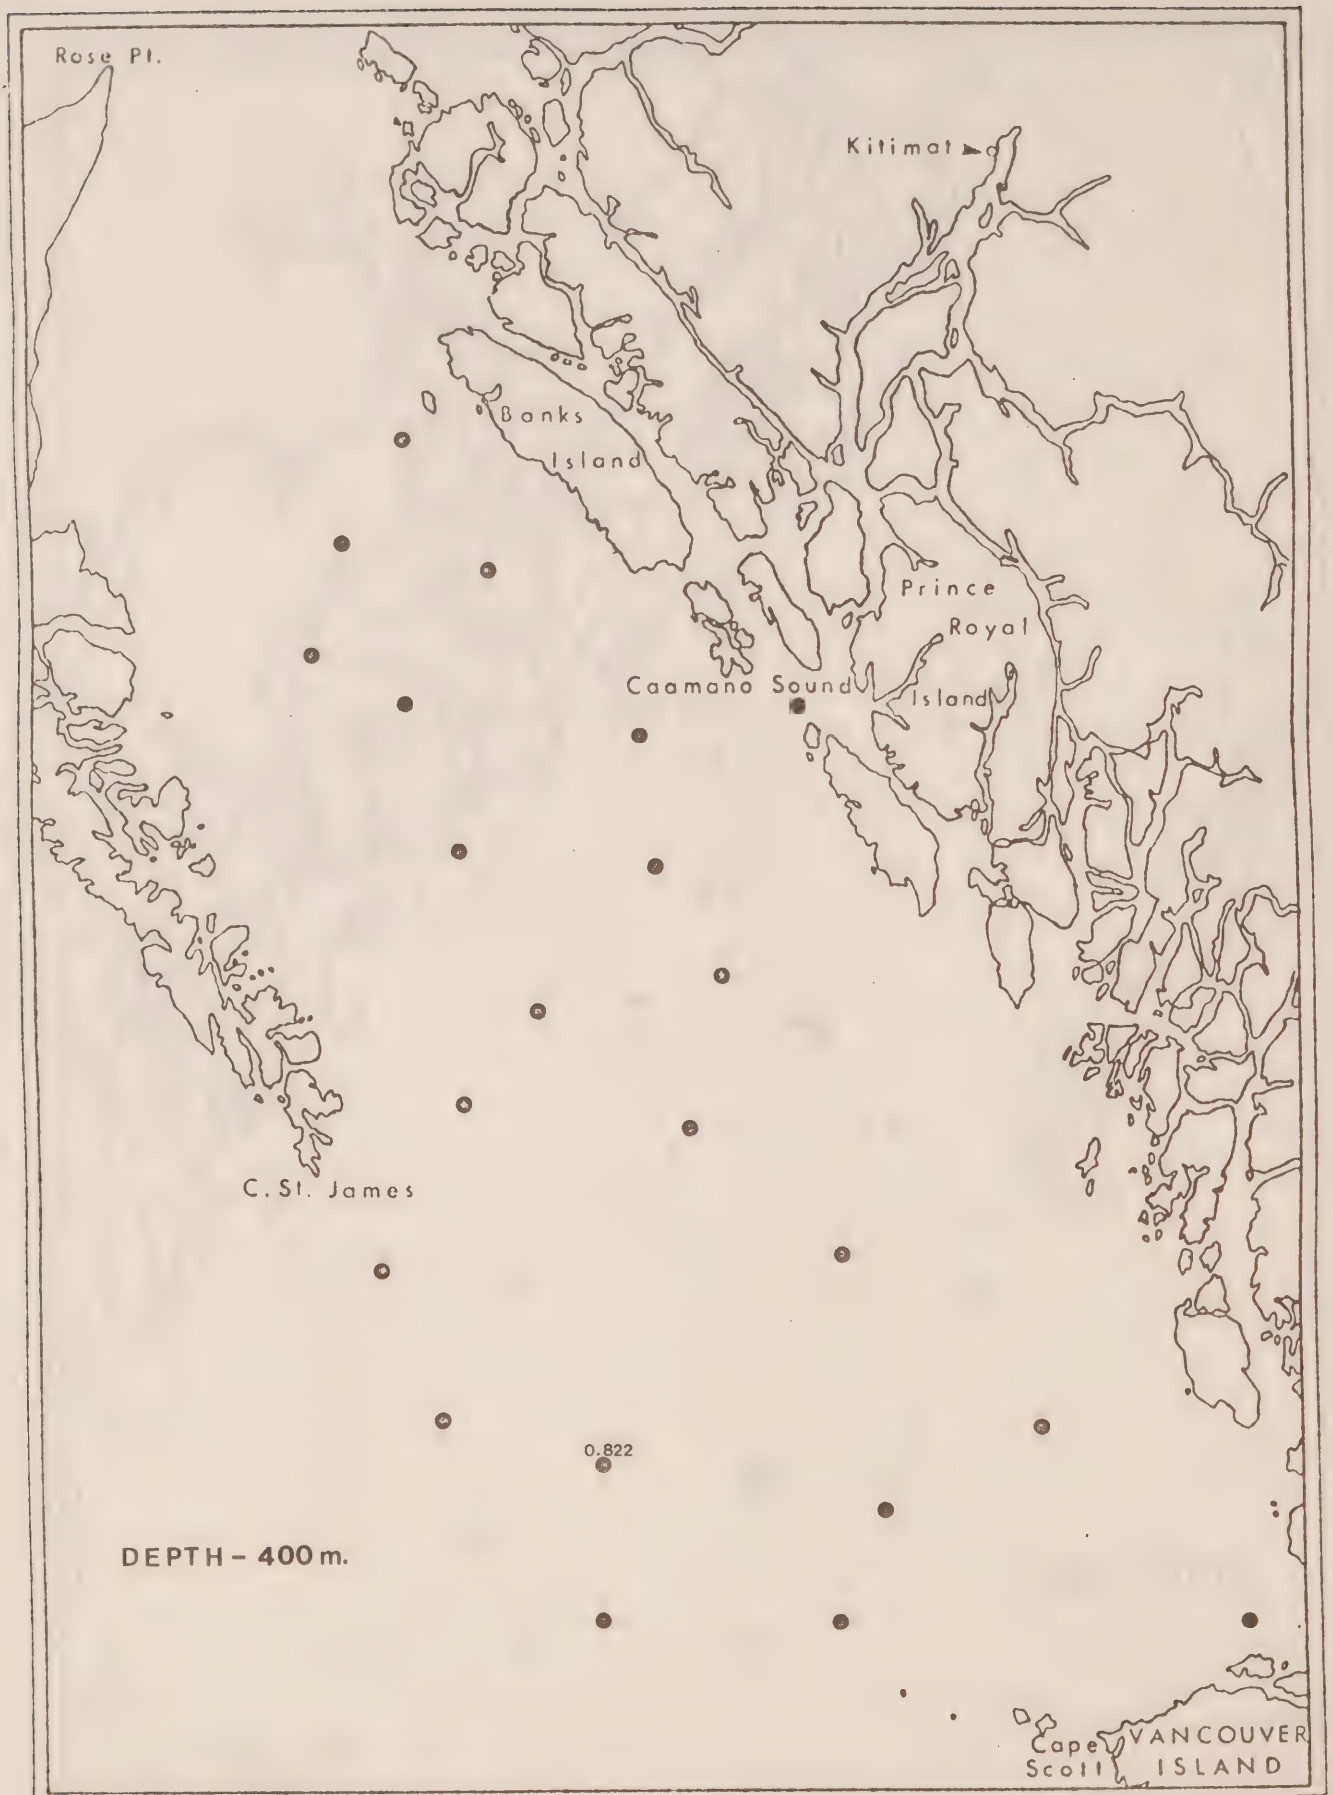 Rose Pt.
Kitimat
Banks
Island
Prince
Royal
Island
Caamano Sound
C. St. James
0.822
DEPTH - 400 m.
Cape
Scott
VANCOUVER
ISLAND